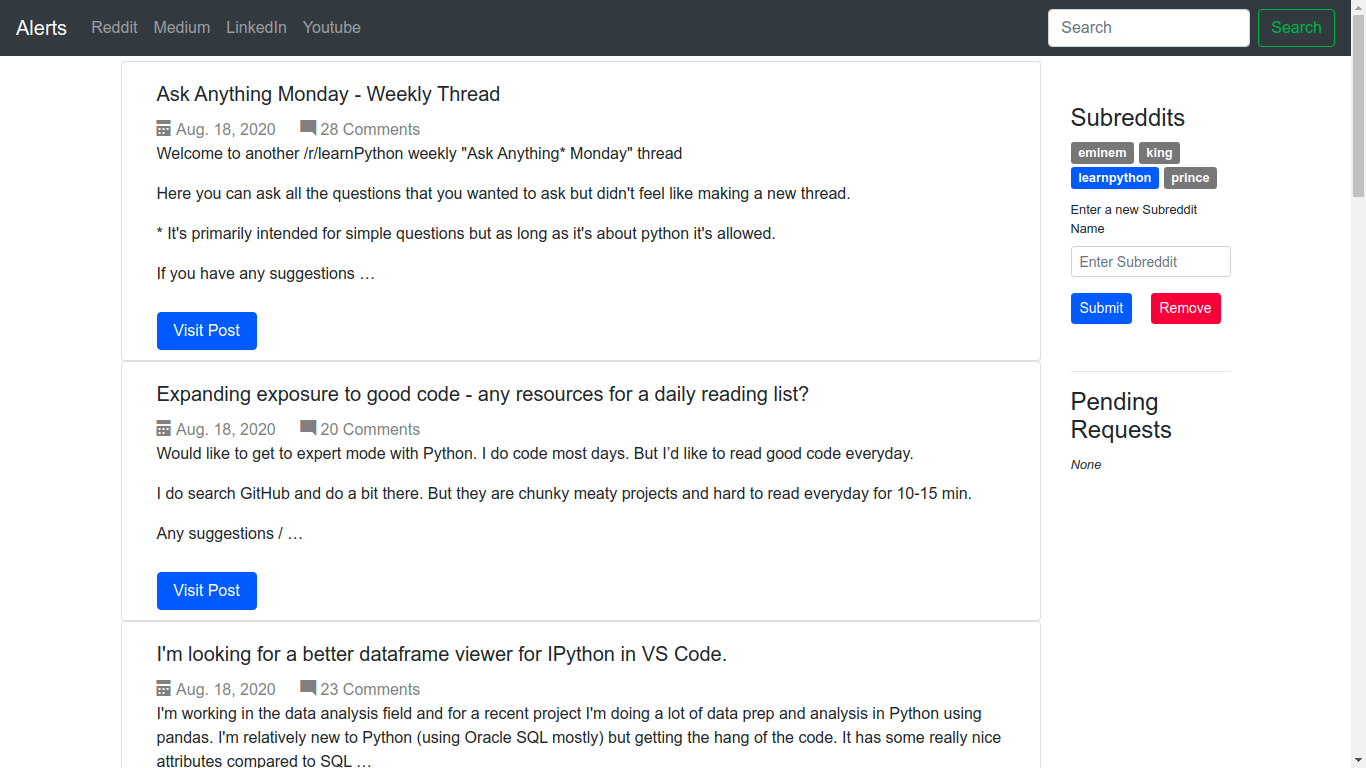 Alerts Reddit Medium LinkedIn Youtube Search Search
Ask Anything Monday - Weekly Thread
Aug. 18, 2020 28 Comments
Welcome to another /r/learnPython weekly "Ask Anything* Monday" thread
Here you can ask all the questions that you wanted to ask but didn't feel like making a new thread.
* It's primarily intended for simple questions but as long as it's about python it's allowed.
If you have any suggestions …
Visit Post
Expanding exposure to good code - any resources for a daily reading list?
Aug. 18, 2020 20 Comments
Would like to get to expert mode with Python. I do code most days. But I’d like to read good code everyday.
I do search GitHub and do a bit there. But they are chunky meaty projects and hard to read everyday for 10-15 min.
Any suggestions / …
Visit Post
I'm looking for a better dataframe viewer for IPython in VS Code.
Aug. 18, 2020 23 Comments
I'm working in the data analysis field and for a recent project I'm doing a lot of data prep and analysis in Python using
pandas. I'm relatively new to Python (using Oracle SQL mostly) but getting the hang of the code. It has some really nice
attributes compared to SQL …
Subreddits
eminem king
learnpython prince
Enter a new Subreddit
Name
Enter Subreddit
Submit Remove
Pending
Requests
None